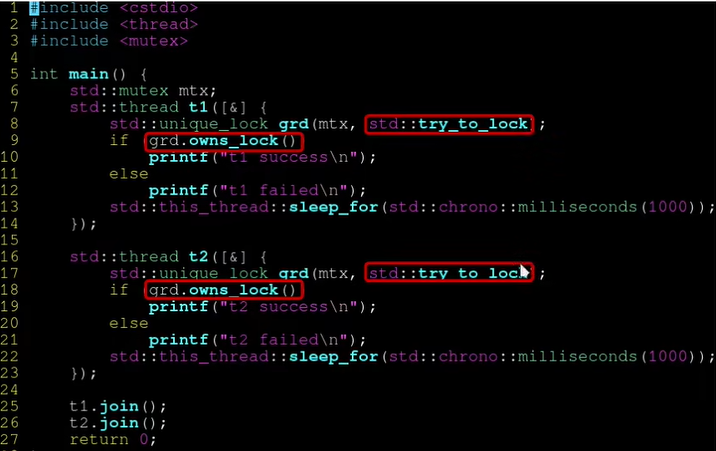 1 #include <cstdio>
2 #include <thread>
3 #include <mutex>
4
5 int main() {
6     std::mutex mtx;
7     std::thread t1([&] {
8         std::unique_lock grd(mtx, std::try_to_lock);
9         if (grd.owns_lock())
10             printf("t1 success\n");
11         else
12             printf("t1 failed\n");
13         std::this_thread::sleep_for(std::chrono::milliseconds(1000));
14     });
15
16     std::thread t2([&] {
17         std::unique_lock grd(mtx, std::try_to_lock);
18         if (grd.owns_lock())
19             printf("t2 success\n");
20         else
21             printf("t2 failed\n");
22         std::this_thread::sleep_for(std::chrono::milliseconds(1000));
23     });
24
25     t1.join();
26     t2.join();
27     return 0;